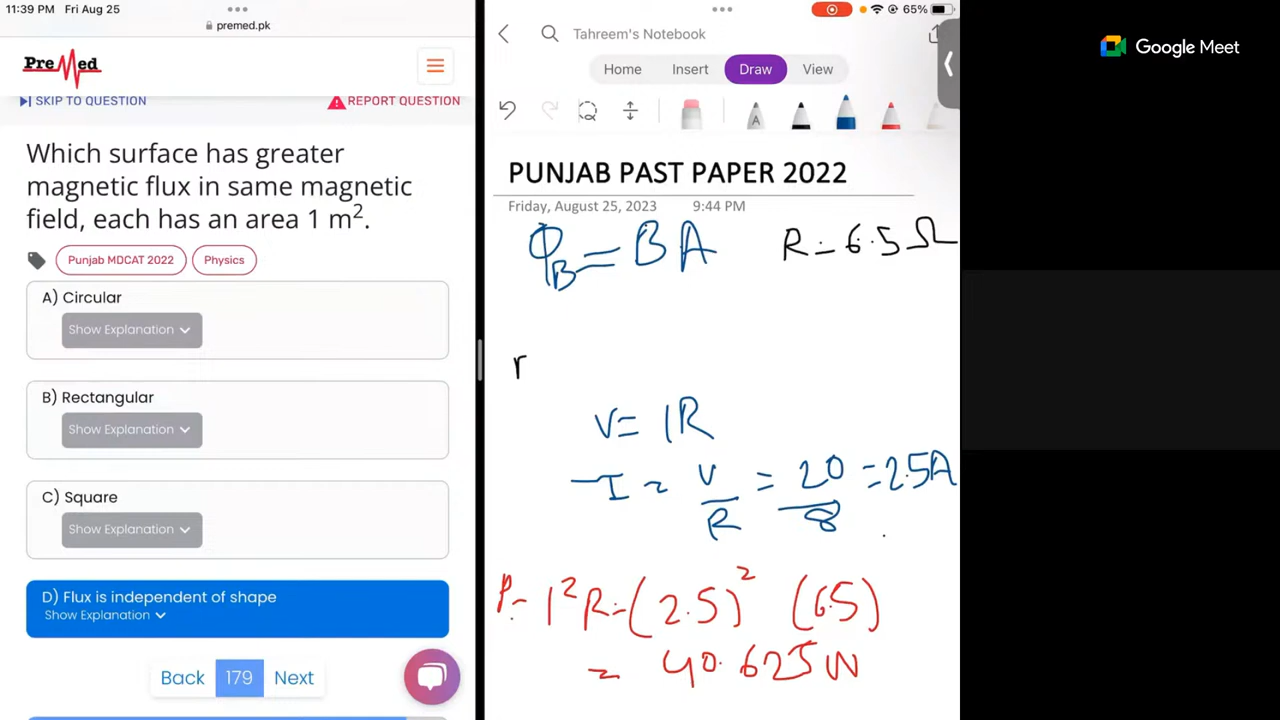 11:39 PM Fri Aug 25
premed.pk
PreMed
SKIP TO QUESTION
REPORT QUESTION
Which surface has greater
magnetic flux in same magnetic
field, each has an area 1 m².
Punjab MDCAT 2022
Physics
A) Circular
Show Explanation
B) Rectangular
Show Explanation
C) Square
Show Explanation
D) Flux is independent of shape
Show Explanation
Back 179 Next
65%
Tahreem's Notebook
Home Insert Draw View
A
PUNJAB PAST PAPER 2022
Friday, August 25, 2023 9:44 PM
Φ_B = BA R = 6.5Ω
r
V = IR
I = V/R = 20/8 = 2.5A
P = I²R = (2.5)² (6.5)
= 40.625W
Google Meet